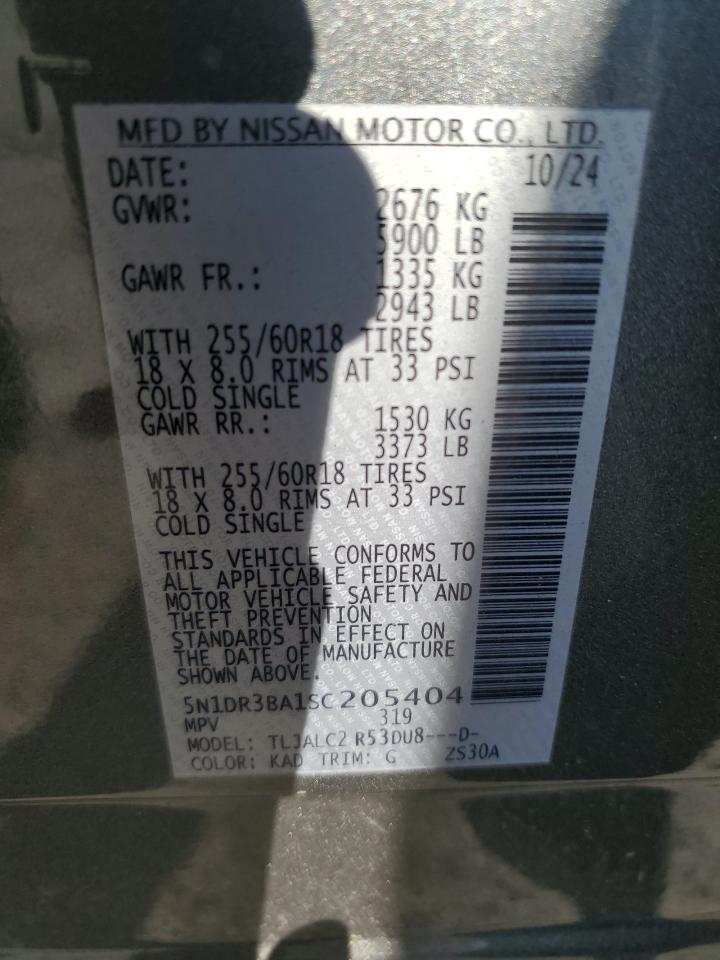 MFD BY NISSAN MOTOR CO., LTD.
DATE: 10/24
GVWR: 2676 KG
5900 LB
GAWR FR.: 1335 KG
2943 LB
WITH 255/60R18 TIRES
18 X 8.0 RIMS AT 33 PSI
COLD SINGLE
GAWR RR.: 1530 KG
3373 LB
WITH 255/60R18 TIRES
18 X 8.0 RIMS AT 33 PSI
COLD SINGLE
THIS VEHICLE CONFORMS TO
ALL APPLICABLE FEDERAL
MOTOR VEHICLE SAFETY AND
THEFT PREVENTION
STANDARDS IN EFFECT ON
THE DATE OF MANUFACTURE
SHOWN ABOVE.
5N1DR3BA1SC205404
MPV 319
MODEL: TLJALC2 R53DU8---D-
COLOR: KAD TRIM: G ZS30A